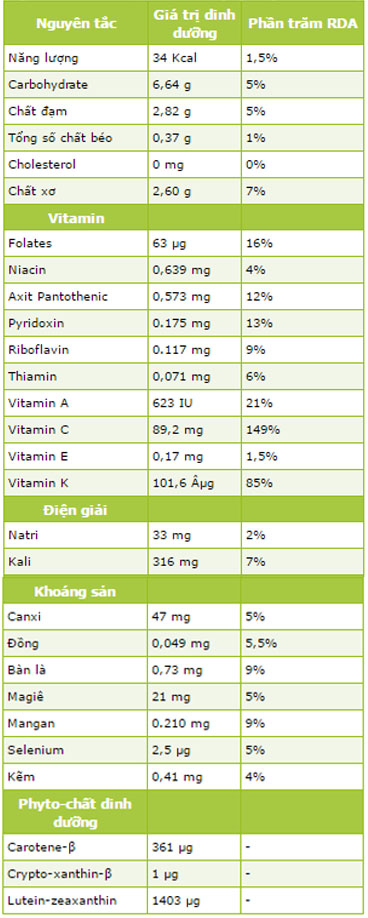 Nguyên tắc Giá trị dinh dưỡng Phần trăm RDA
Năng lượng 34 Kcal 1,5%
Carbohydrate 6,64 g 5%
Chất đạm 2,82 g 5%
Tổng số chất béo 0,37 g 1%
Cholesterol 0 mg 0%
Chất xơ 2,60 g 7%
Vitamin
Folates 63 µg 16%
Niacin 0,639 mg 4%
Axit Pantothenic 0,573 mg 12%
Pyridoxin 0.175 mg 13%
Riboflavin 0.117 mg 9%
Thiamin 0,071 mg 6%
Vitamin A 623 IU 21%
Vitamin C 89,2 mg 149%
Vitamin E 0,17 mg 1,5%
Vitamin K 101,6 Âµg 85%
Điện giải
Natri 33 mg 2%
Kali 316 mg 7%
Khoáng sản
Canxi 47 mg 5%
Đồng 0,049 mg 5,5%
Bàn là 0,73 mg 9%
Magiê 21 mg 5%
Mangan 0.210 mg 9%
Selenium 2,5 µg 5%
Kẽm 0,41 mg 4%
Phyto-chất dinh dưỡng
Carotene-β 361 µg -
Crypto-xanthin-β 1 µg -
Lutein-zeaxanthin 1403 µg -